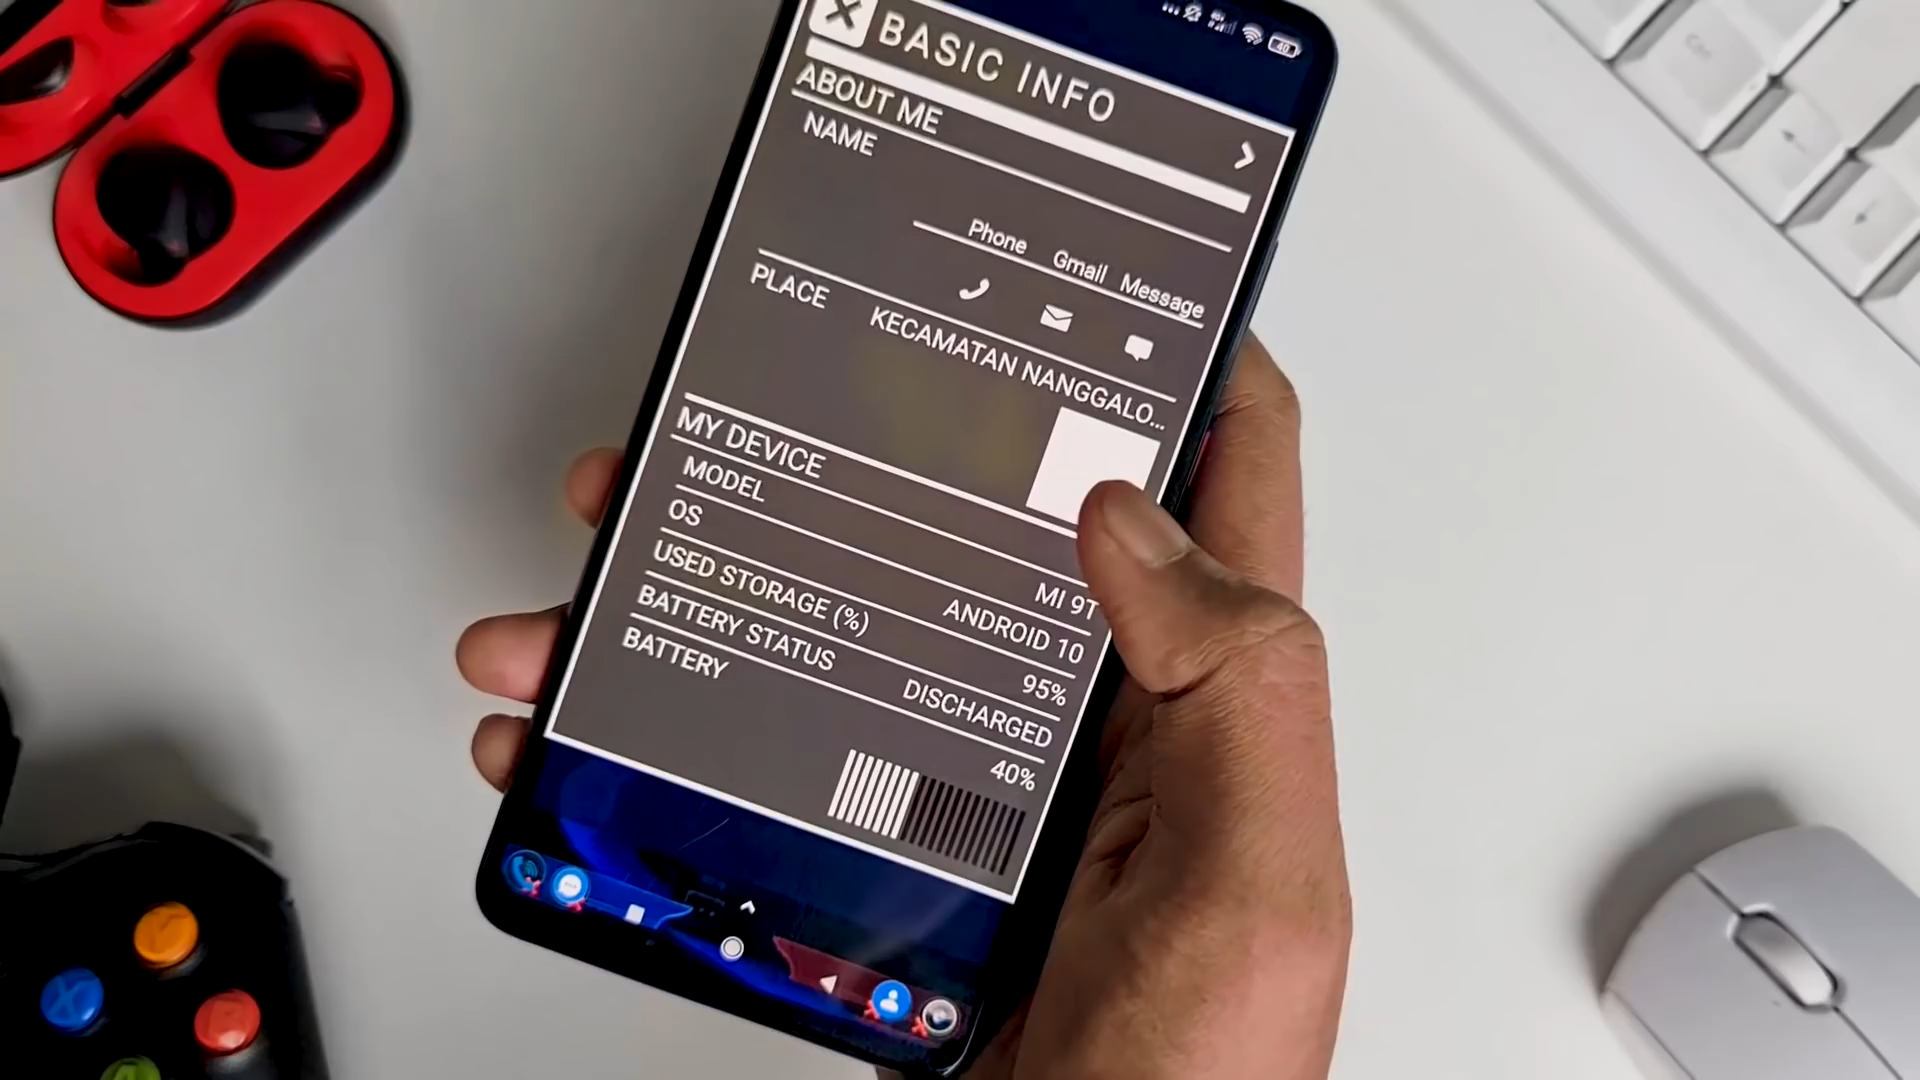 40
BASIC INFO
ABOUT ME
NAME
Phone Gmail Message
PLACE
KECAMATAN NANGGALO...
MY DEVICE
MODEL MI 9T
OS ANDROID 10
USED STORAGE (%) 95%
BATTERY STATUS DISCHARGED
BATTERY 40%
X